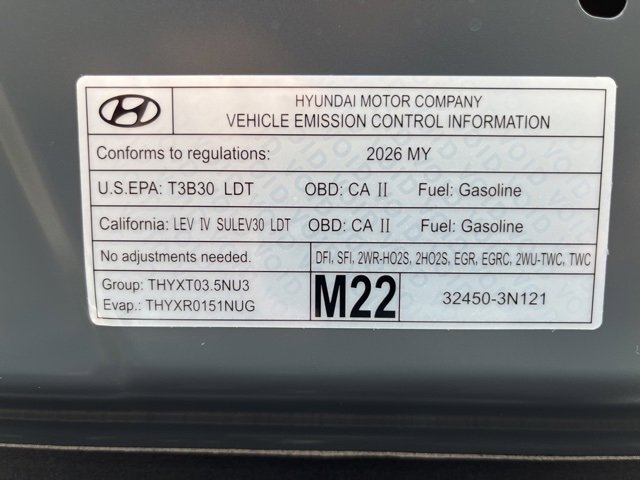 HYUNDAI MOTOR COMPANY
VEHICLE EMISSION CONTROL INFORMATION
Conforms to regulations: 2026 MY
U.S.EPA: T3B30 LDT OBD: CA II Fuel: Gasoline
California: LEV IV SULEV30 LDT OBD: CA II Fuel: Gasoline
No adjustments needed. DFI, SFI, 2WR-HO2S, 2HO2S, EGR, EGRC, 2WU-TWC, TWC
Group: THYXT03.5NU3
Evap.: THYXR0151NUG
M22
32450-3N121